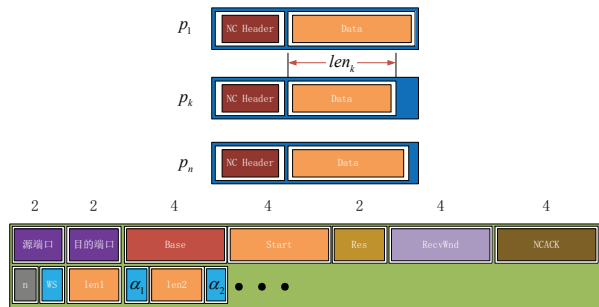 p₁ NC Header Data
lenₖ
pₖ NC Header Data
pₙ NC Header Data
2 2 4 4 2 4 4
源端口 目的端口 Base Start Res RecvWnd NCACK
n WS len1 α₁ len2 α₂ • • •